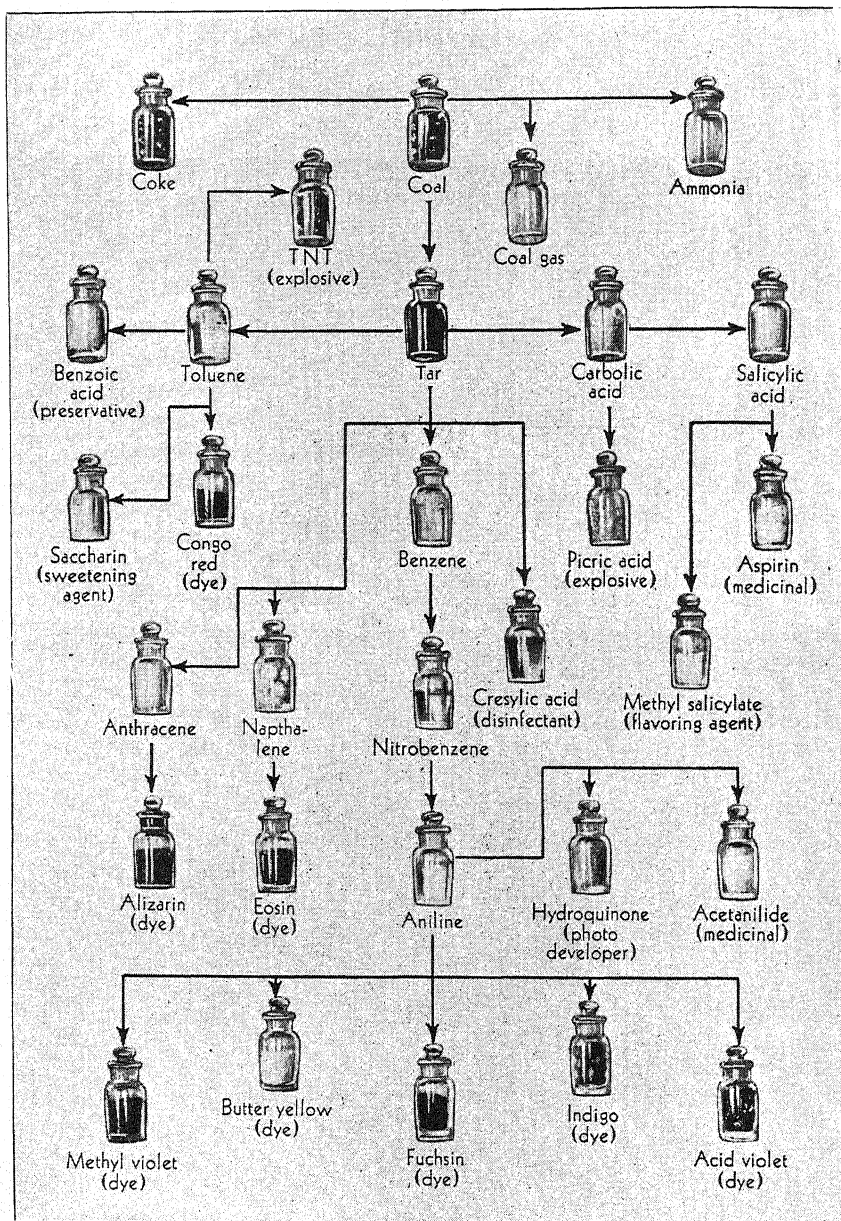 Coke
Coal
Ammonia
TNT
(explosive)
Coal gas
Benzoic
acid
(preservative)
Toluene
Tar
Carbolic
acid
Salicylic
acid
Saccharin
(sweetening
agent)
Congo
red
(dye)
Benzene
Picric acid
(explosive)
Aspirin
(medicinal)
Anthracene
Naptha-
lene
Nitrobenzene
Cresylic acid
(disinfectant)
Methyl salicylate
(flavoring agent)
Alizarin
(dye)
Eosin
(dye)
Aniline
Hydroquinone
(photo
developer)
Acetanilide
(medicinal)
Methyl violet
(dye)
Butter yellow
(dye)
Fuchsin
(dye)
Indigo
(dye)
Acid violet
(dye)